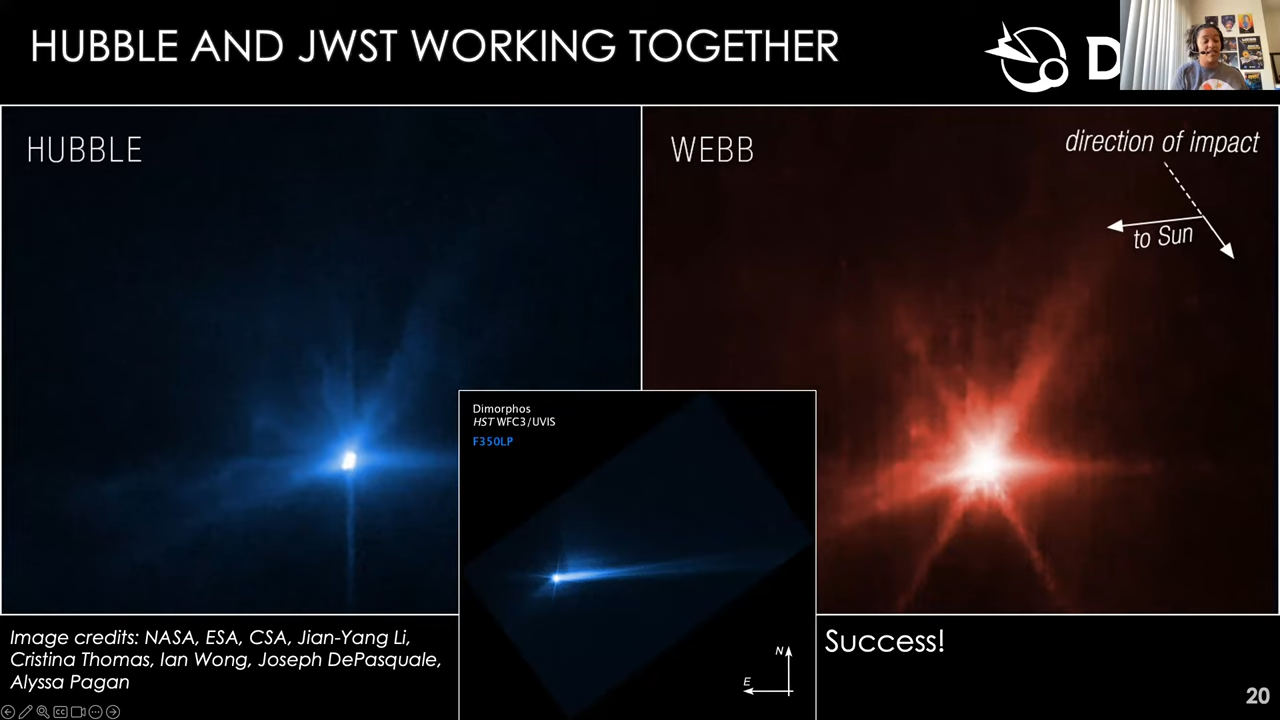 HUBBLE AND JWST WORKING TOGETHER
D
HUBBLE
WEBB
direction of impact
to Sun
Dimorphos
HST WFC3/UVIS
F350LP
N
E
Image credits: NASA, ESA, CSA, Jian-Yang Li,
Cristina Thomas, Ian Wong, Joseph DePasquale,
Alyssa Pagan
Success!
20